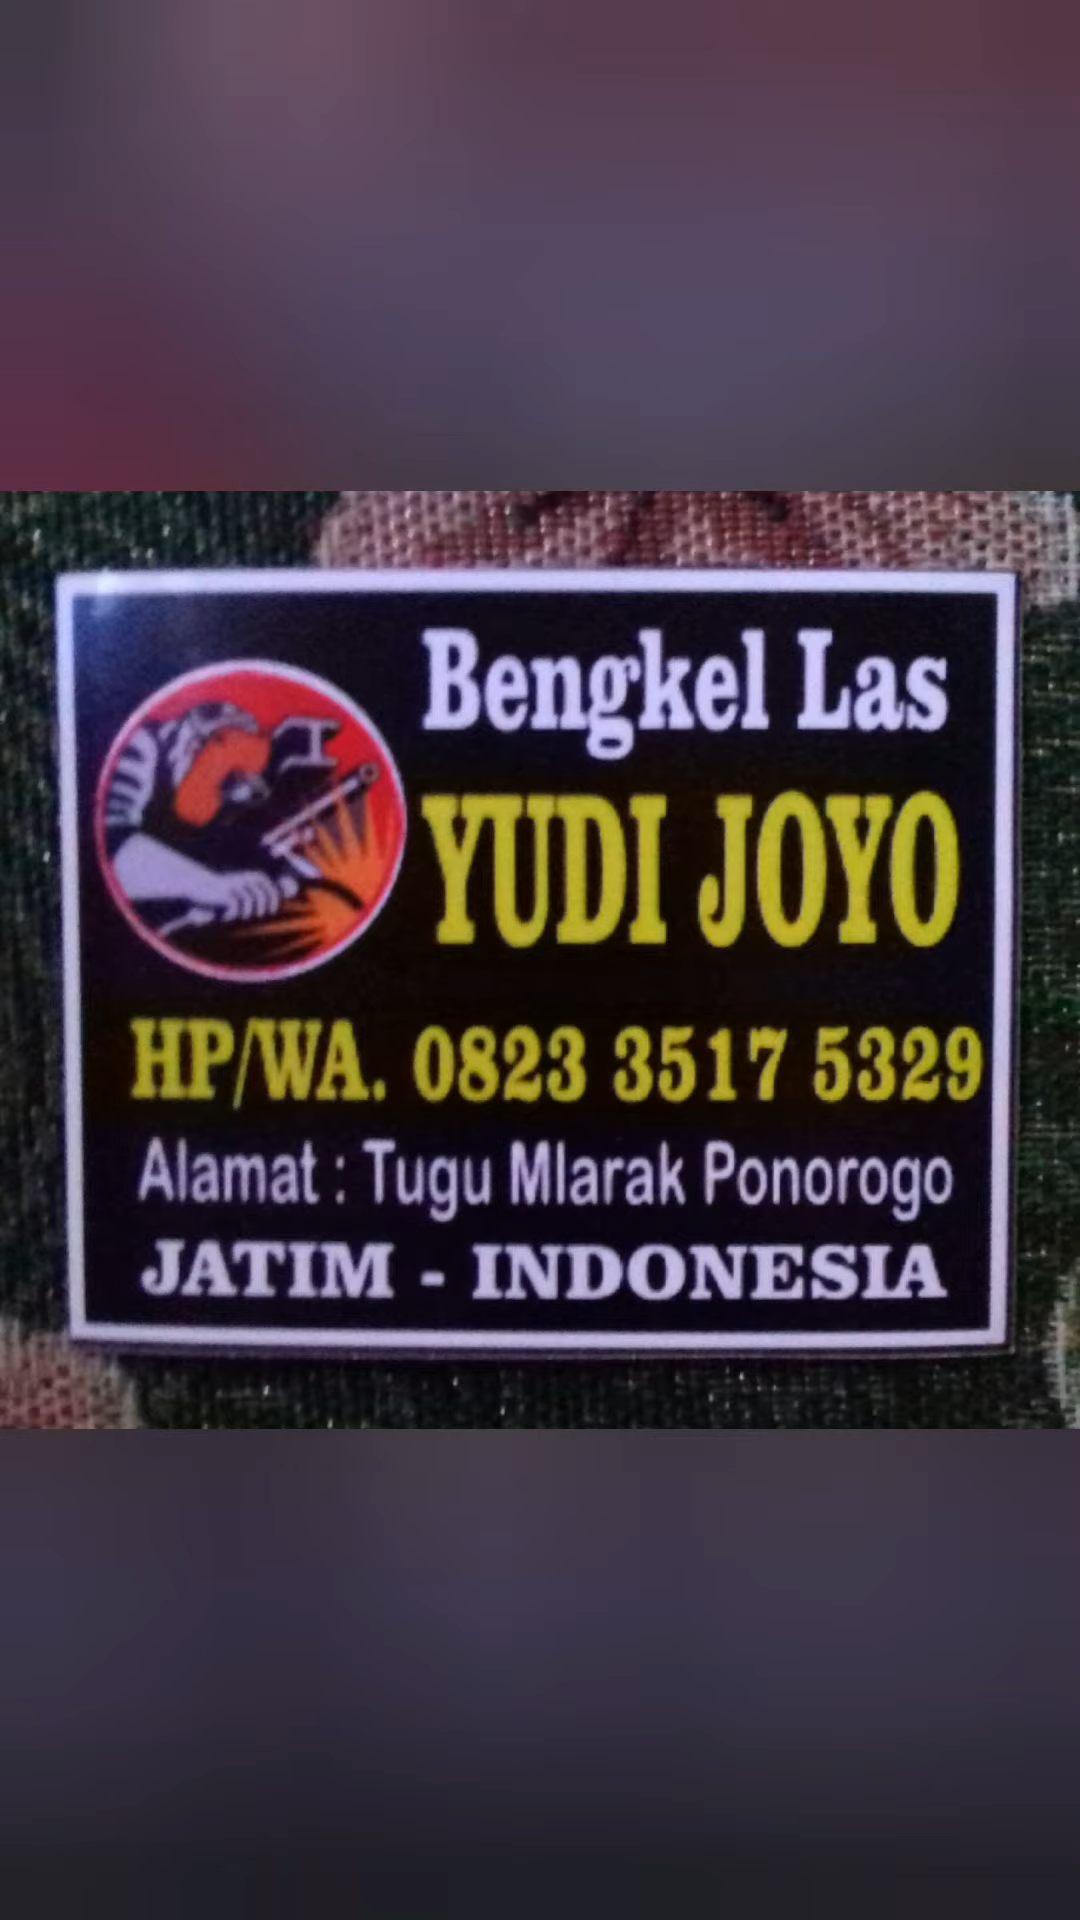 Bengkel Las
YUDI JOYO
HP/WA. 0823 3517 5329
Alamat : Tugu Mlarak Ponorogo
JATIM - INDONESIA